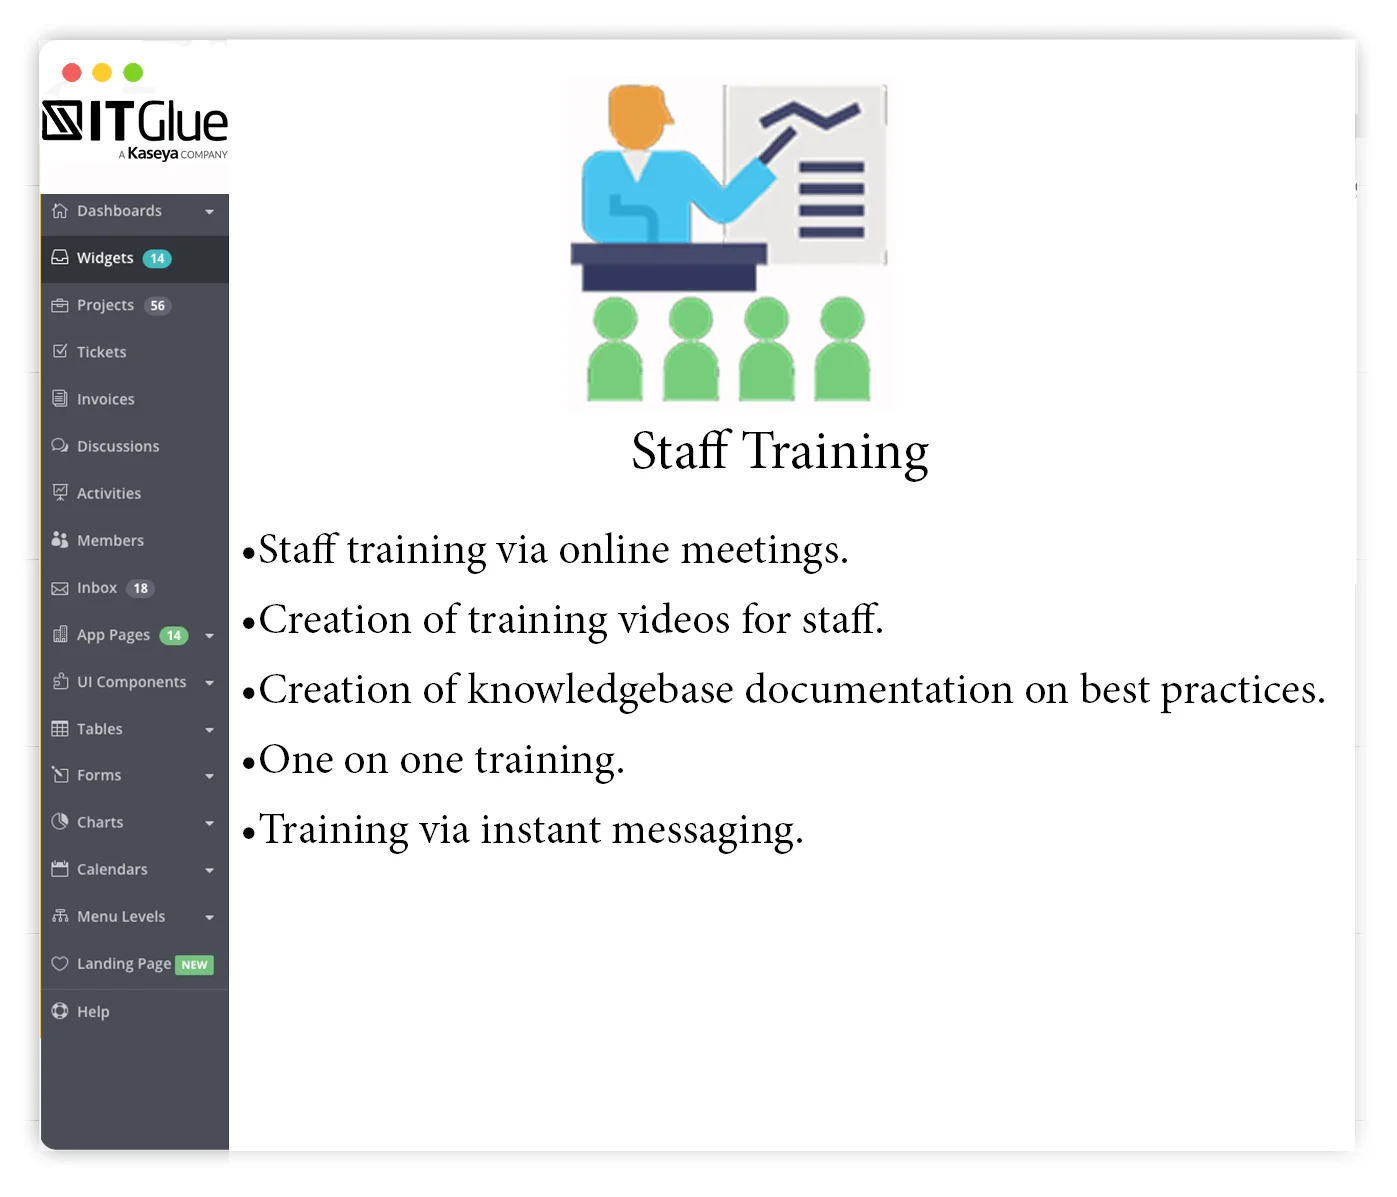 ITGlue
A Kaseya COMPANY
Dashboards
Widgets 14
Projects 56
Tickets
Invoices
Discussions
Activities
Members
Inbox 18
App Pages 14
UI Components
Tables
Forms
Charts
Calendars
Menu Levels
Landing Page NEW
Help
Staff Training
•Staff training via online meetings.
•Creation of training videos for staff.
•Creation of knowledgebase documentation on best practices.
•One on one training.
•Training via instant messaging.